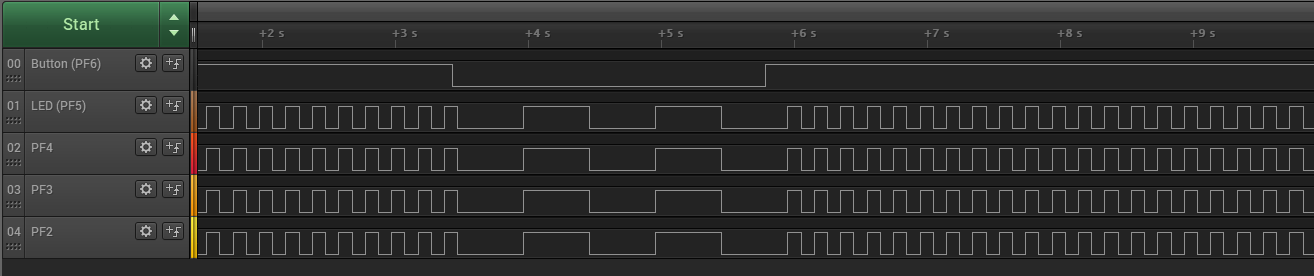 Start
+2 s +3 s +4 s +5 s +6 s +7 s +8 s +9 s
00 Button (PF6)
01 LED (PF5)
02 PF4
03 PF3
04 PF2